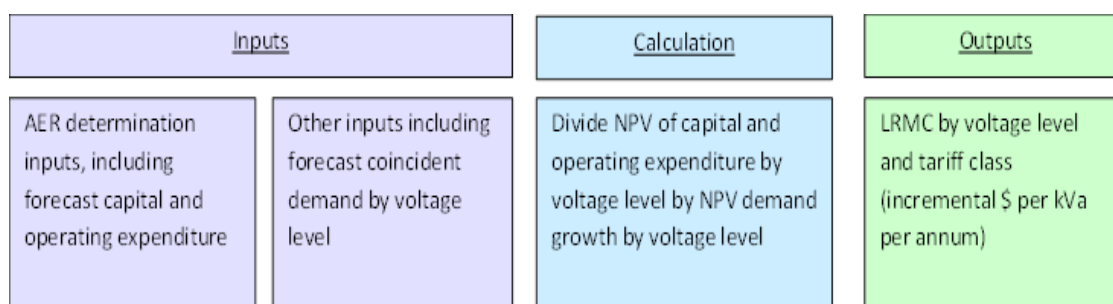 Inputs
Calculation
Outputs
AER determination
inputs, including
forecast capital and
operating expenditure
Other inputs including
forecast coincident
demand by voltage
level
Divide NPV of capital and
operating expenditure by
voltage level by NPV demand
growth by voltage level
LRMC by voltage level
and tariff class
(incremental $ per kVa
per annum)